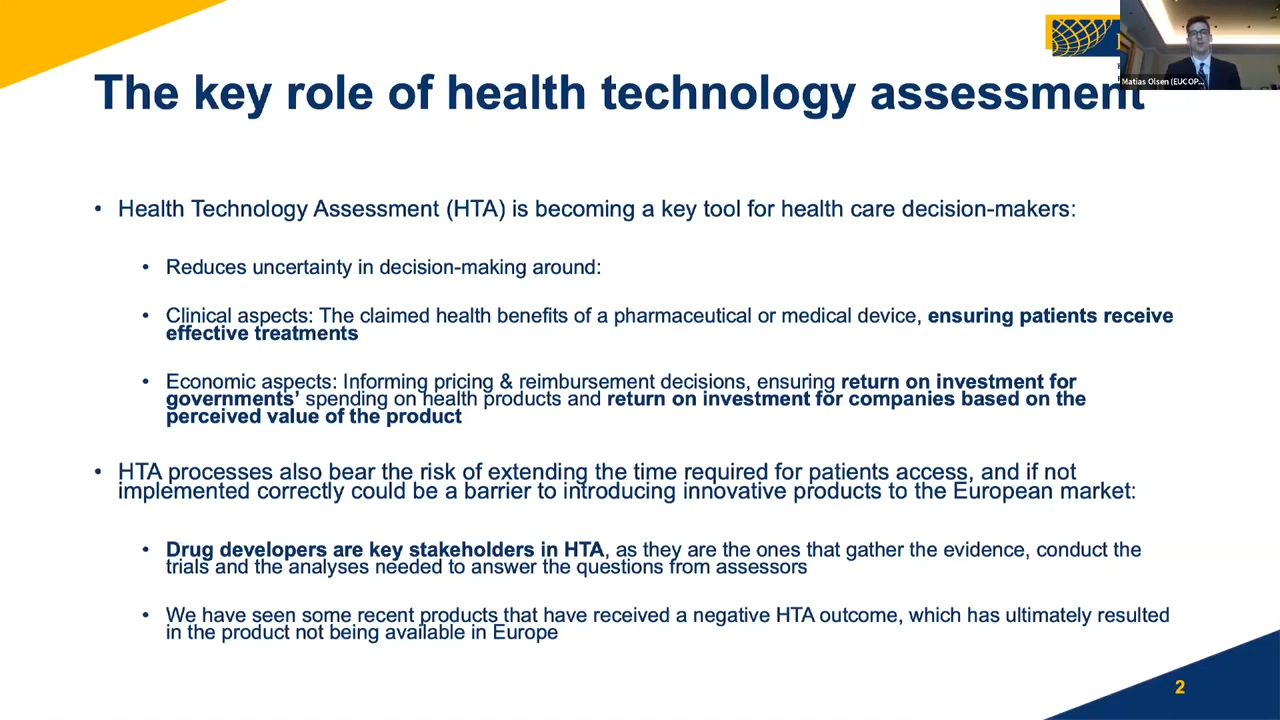 The key role of health technology assessment
Matias Olsen (EUCOP...
• Health Technology Assessment (HTA) is becoming a key tool for health care decision-makers:
• Reduces uncertainty in decision-making around:
• Clinical aspects: The claimed health benefits of a pharmaceutical or medical device, ensuring patients receive
effective treatments
• Economic aspects: Informing pricing & reimbursement decisions, ensuring return on investment for
governments’ spending on health products and return on investment for companies based on the
perceived value of the product
• HTA processes also bear the risk of extending the time required for patients access, and if not
implemented correctly could be a barrier to introducing innovative products to the European market:
• Drug developers are key stakeholders in HTA, as they are the ones that gather the evidence, conduct the
trials and the analyses needed to answer the questions from assessors
• We have seen some recent products that have received a negative HTA outcome, which has ultimately resulted
in the product not being available in Europe
2